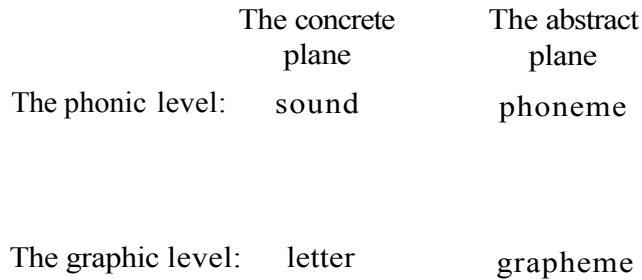 The concrete The abstract
plane plane
The phonic level: sound phoneme
The graphic level: letter grapheme